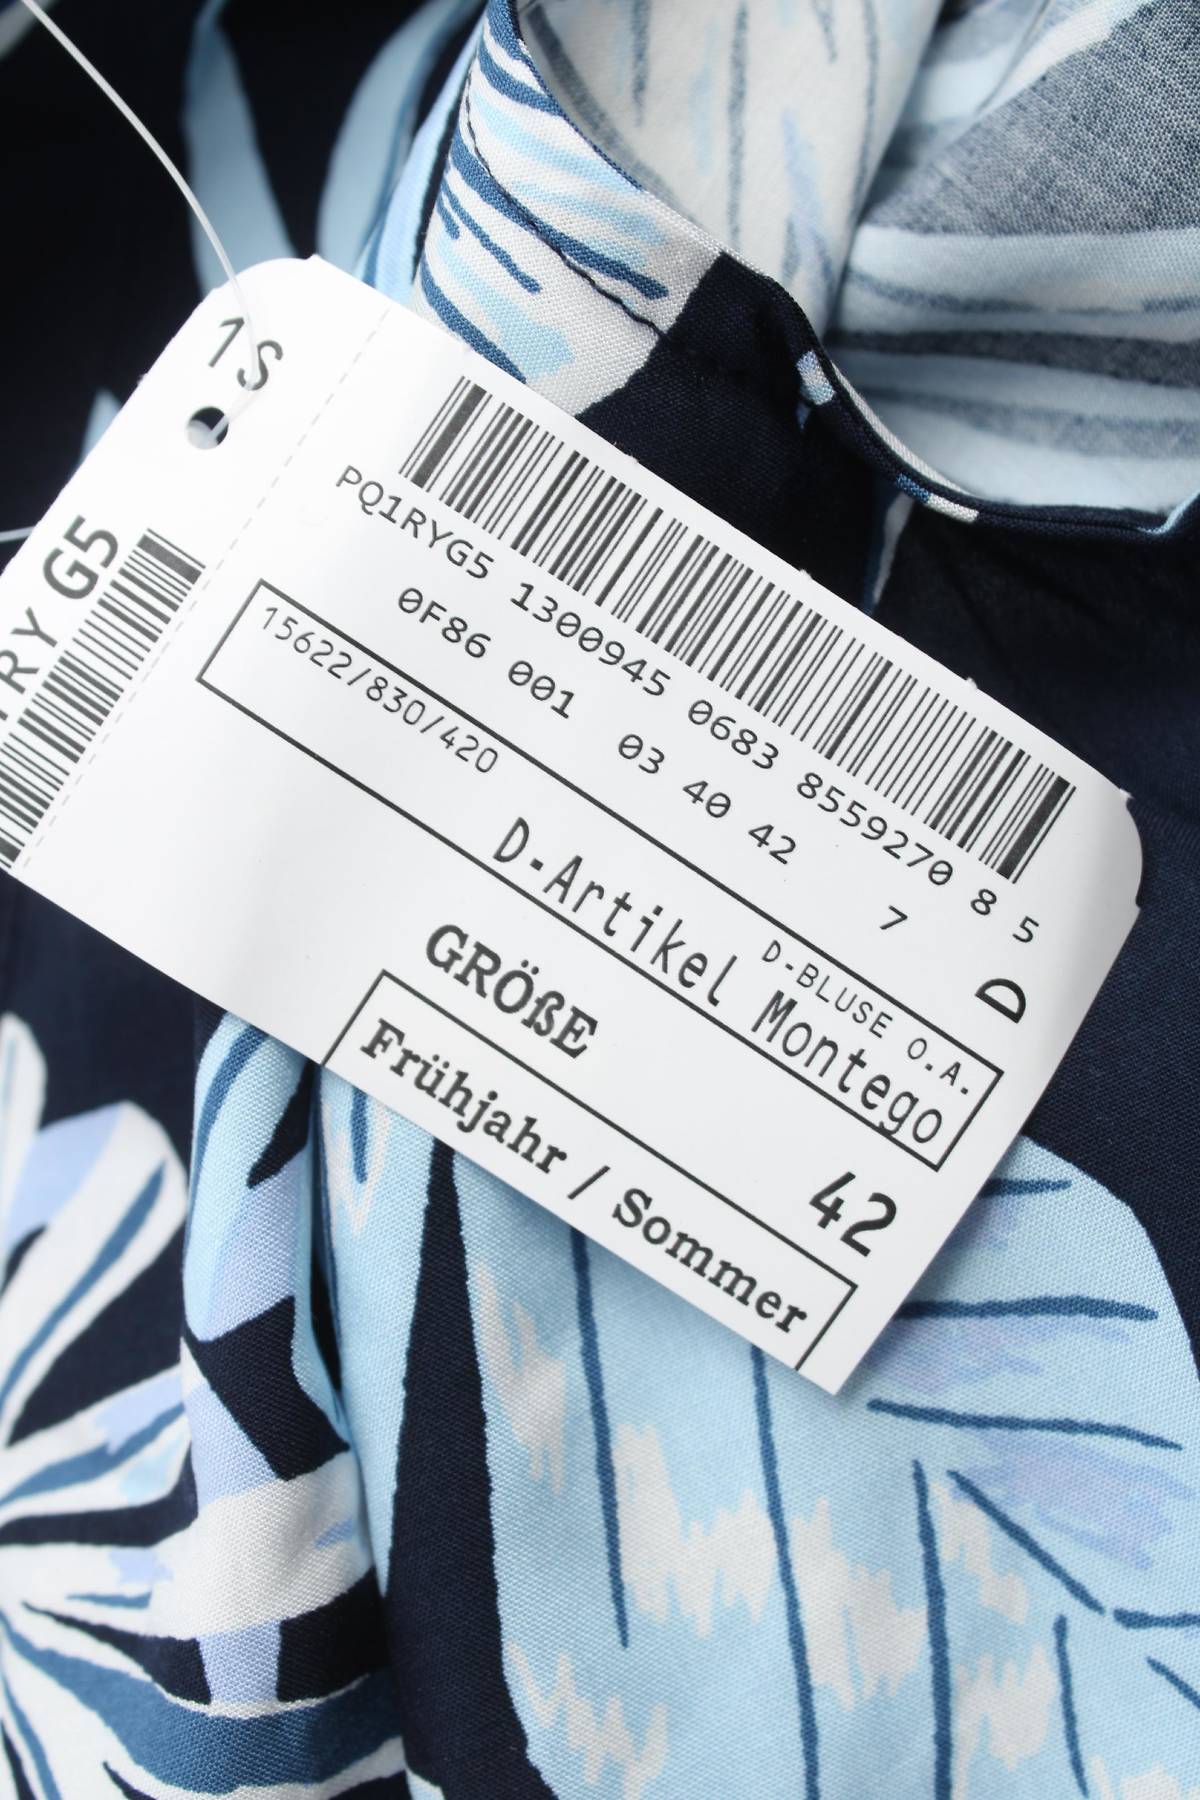 1S
RY G5
PQ1RYG5 1300945 0683 8559270 8 5
0F86 001 03 40 42 7 D
15622/830/420 D-BLUSE O.A.
D-Artikel Montego
GRÖßE 42
Frühjahr / Sommer